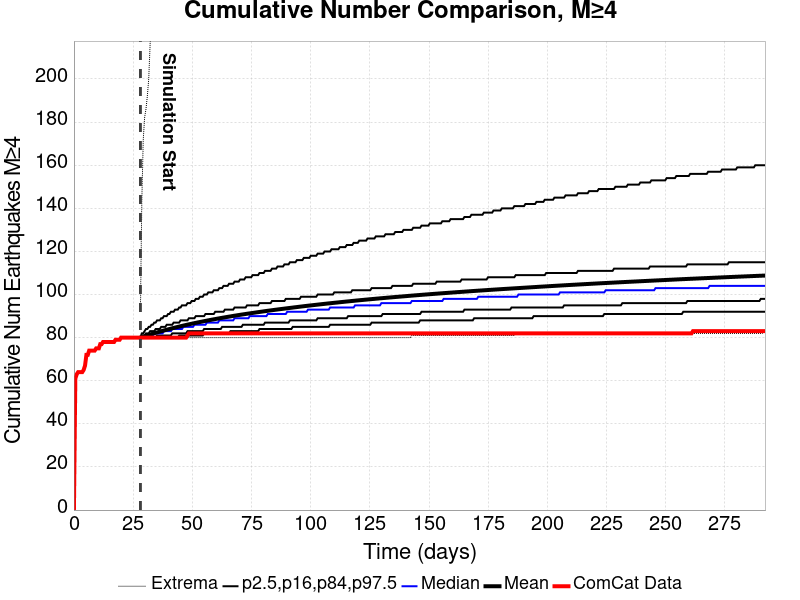 Cumulative Number Comparison, M≥4
Cumulative Num Earthquakes M≥4
200
180
160
140
120
100
80
60
40
20
0
Simulation Start
0 25 50 75 100 125 150 175 200 225 250 275
Time (days)
Extrema p2.5,p16,p84,p97.5 Median Mean ComCat Data